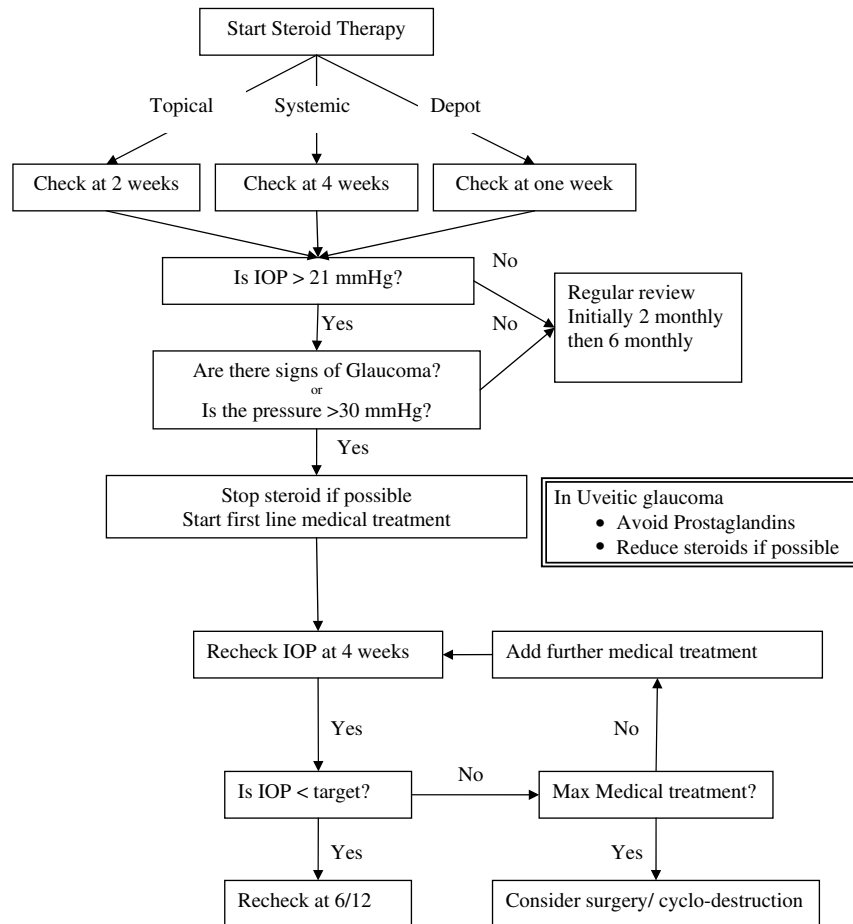 Start Steroid Therapy
Topical
Systemic
Depot
Check at 2 weeks
Check at 4 weeks
Check at one week
Is IOP > 21 mmHg?
No
Regular review
Initially 2 monthly
then 6 monthly
Yes
No
Are there signs of Glaucoma?
or
Is the pressure >30 mmHg?
Yes
Stop steroid if possible
Start first line medical treatment
In Uveitic glaucoma
• Avoid Prostaglandins
• Reduce steroids if possible
Recheck IOP at 4 weeks
Add further medical treatment
Yes
No
Is IOP < target?
No
Max Medical treatment?
Yes
Yes
Recheck at 6/12
Consider surgery/ cyclo-destruction